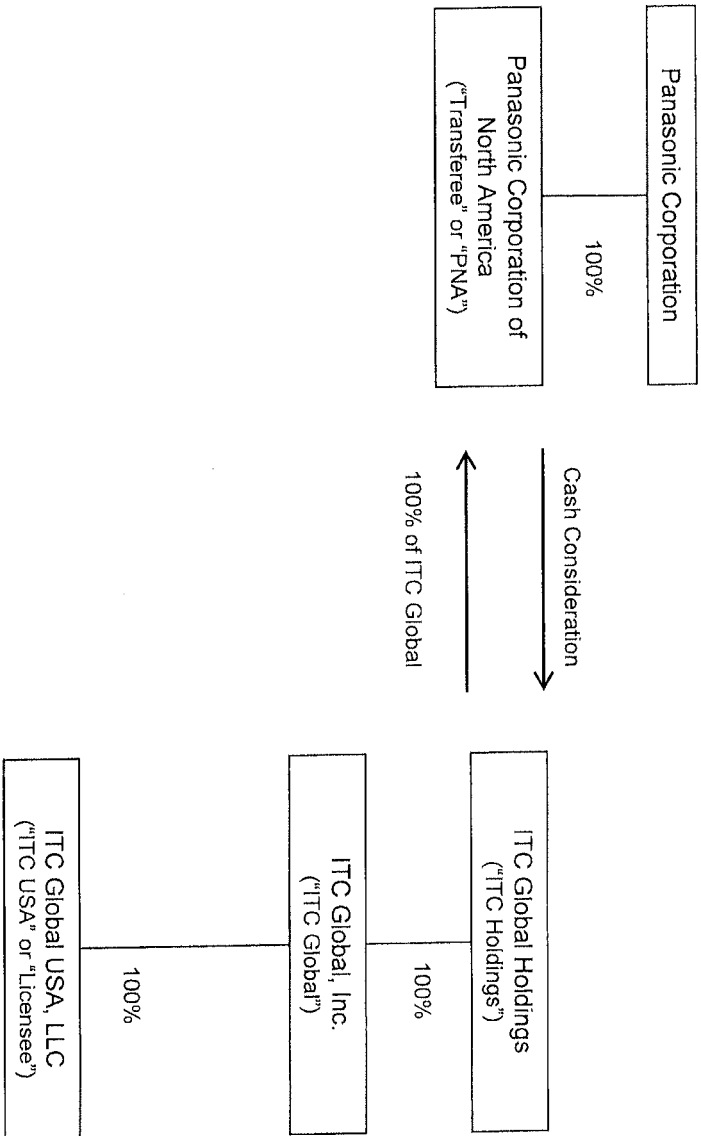 Panasonic Corporation
100%
Panasonic Corporation of
North America
("Transferee" or "PNA")
Cash Consideration
100% of ITC Global
ITC Global Holdings
("ITC Holdings")
100%
ITC Global, Inc.
("ITC Global")
100%
ITC Global USA, LLC
("ITC USA" or "Licensee")